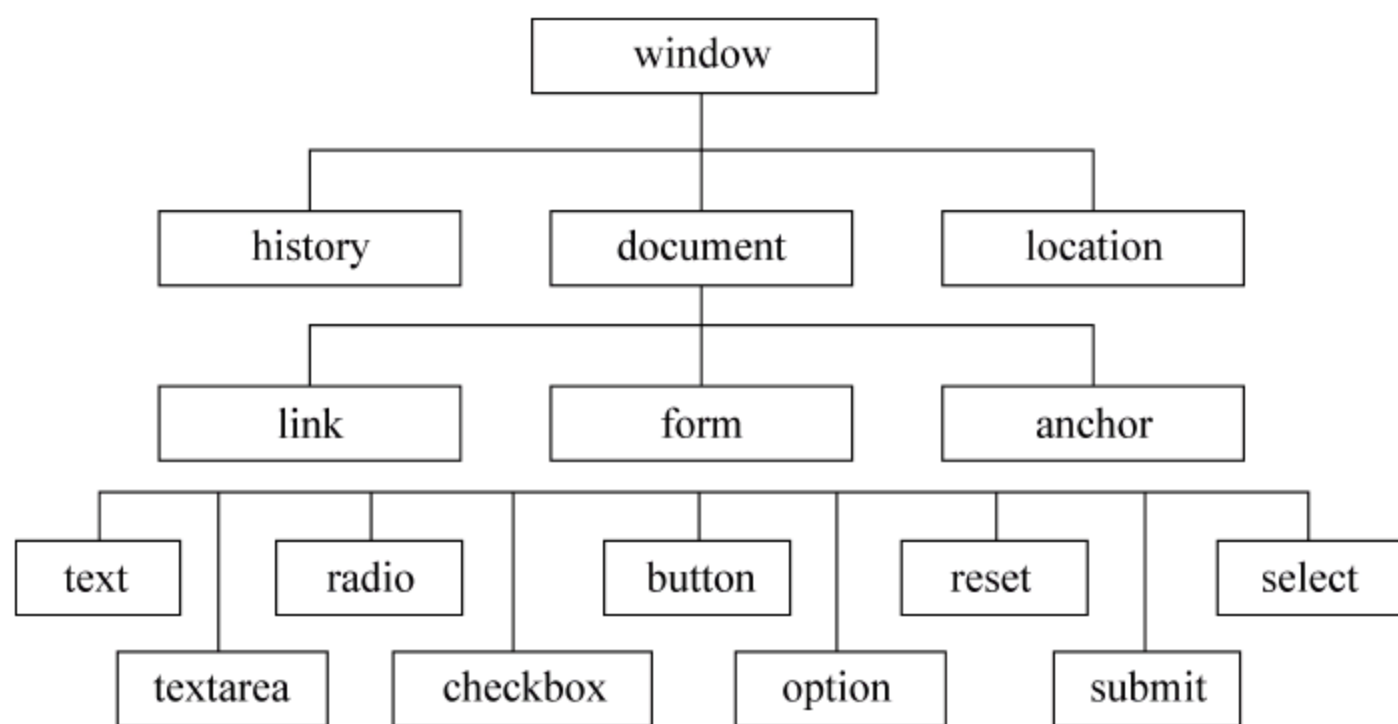 window
history document location
link form anchor
text radio button reset select
textarea checkbox option submit